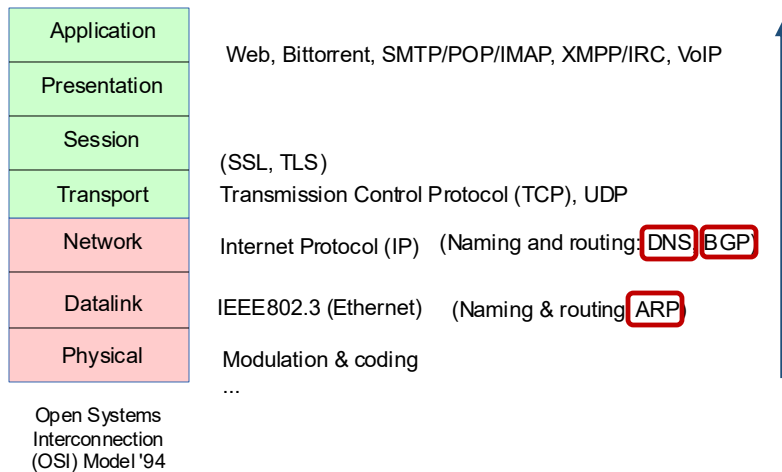 Application
Web, Bittorrent, SMTP/POP/IMAP, XMPP/IRC, VoIP
Presentation
Session
(SSL, TLS)
Transport
Transmission Control Protocol (TCP), UDP
Network
Internet Protocol (IP)
(Naming and routing: DNS, BGP)
Datalink
IEEE802.3 (Ethernet)
(Naming & routing ARP)
Physical
Modulation & coding
...
Open Systems
Interconnection
(OSI) Model '94